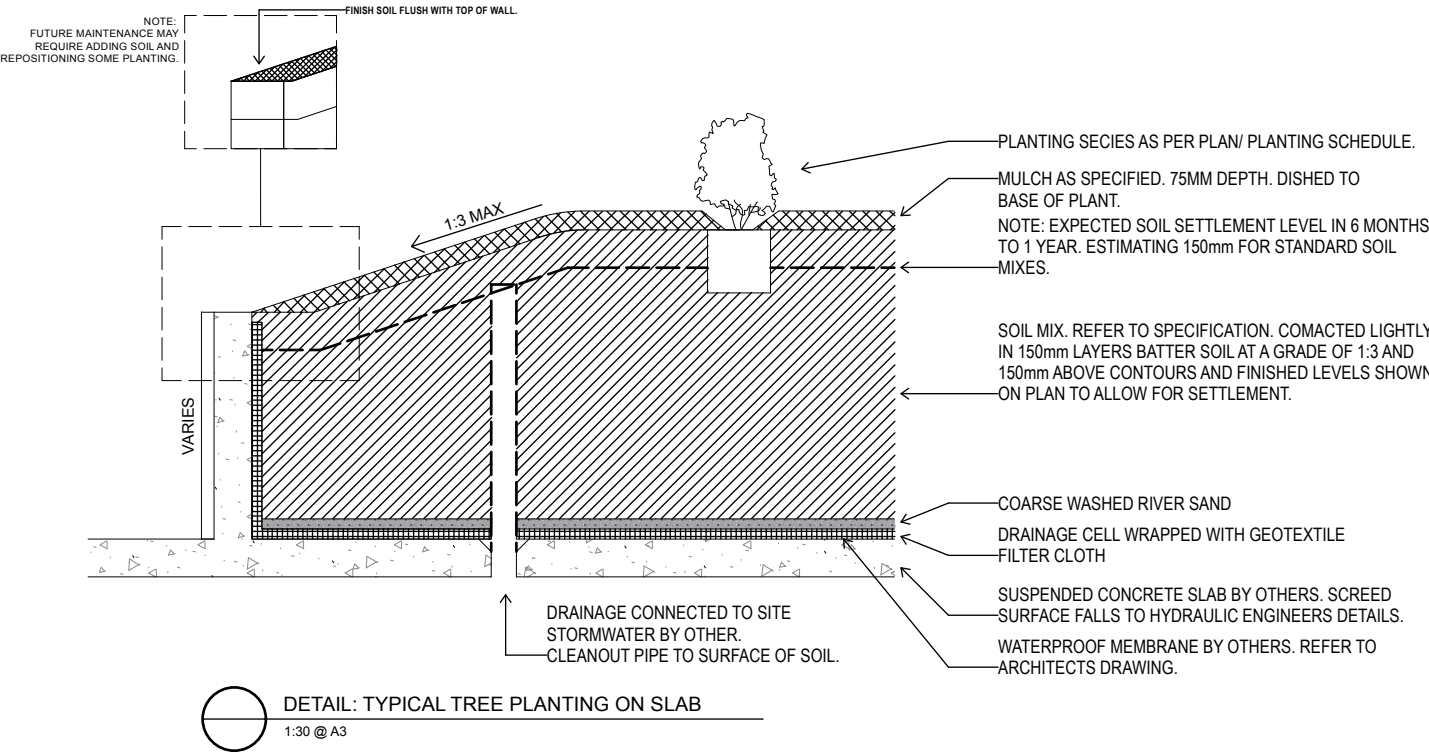 NOTE:
FUTURE MAINTENANCE MAY
REQUIRE ADDING SOIL AND
REPOSITIONING SOME PLANTING.
FINISH SOIL FLUSH WITH TOP OF WALL.
1:3 MAX
VARIES
PLANTING SECIES AS PER PLAN/ PLANTING SCHEDULE.
MULCH AS SPECIFIED. 75MM DEPTH. DISHED TO
BASE OF PLANT.
NOTE: EXPECTED SOIL SETTLEMENT LEVEL IN 6 MONTHS
TO 1 YEAR. ESTIMATING 150mm FOR STANDARD SOIL
MIXES.
SOIL MIX. REFER TO SPECIFICATION. COMACTED LIGHTLY
IN 150mm LAYERS BATTER SOIL AT A GRADE OF 1:3 AND
150mm ABOVE CONTOURS AND FINISHED LEVELS SHOWN
ON PLAN TO ALLOW FOR SETTLEMENT.
COARSE WASHED RIVER SAND
DRAINAGE CELL WRAPPED WITH GEOTEXTILE
FILTER CLOTH
SUSPENDED CONCRETE SLAB BY OTHERS. SCREED
SURFACE FALLS TO HYDRAULIC ENGINEERS DETAILS.
WATERPROOF MEMBRANE BY OTHERS. REFER TO
ARCHITECTS DRAWING.
DRAINAGE CONNECTED TO SITE
STORMWATER BY OTHER.
CLEANOUT PIPE TO SURFACE OF SOIL.
DETAIL: TYPICAL TREE PLANTING ON SLAB
1:30 @ A3